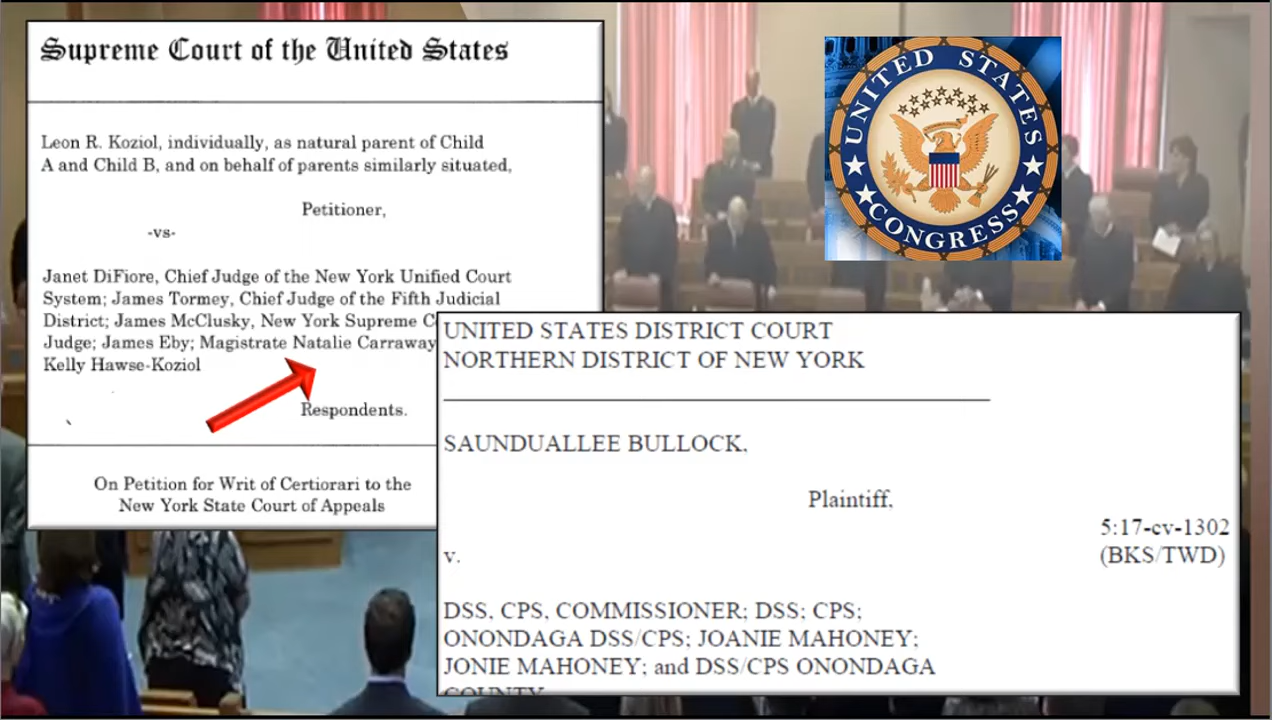 Supreme Court of the United States
Leon R. Koziol, individually, as natural parent of Child
A and Child B, and on behalf of parents similarly situated,
Petitioner,
-vs-
Janet DiFiore, Chief Judge of the New York Unified Court
System; James Tormey, Chief Judge of the Fifth Judicial
District; James McClusky, New York Supreme
Judge; James Eby; Magistrate Natalie Carraway
Kelly Hawse-Koziol
Respondents.
On Petition for Writ of Certiorari to the
New York State Court of Appeals
UNITED STATES
CONGRESS
UNITED STATES DISTRICT COURT
NORTHERN DISTRICT OF NEW YORK
SAUNDUALLEE BULLOCK,
Plaintiff,
5:17-cv-1302
v.
(BKS/TWD)
DSS, CPS, COMMISSIONER; DSS; CPS;
ONONDAGA DSS/CPS; JOANIE MAHONEY;
JONIE MAHONEY; and DSS/CPS ONONDAGA
COUNTY